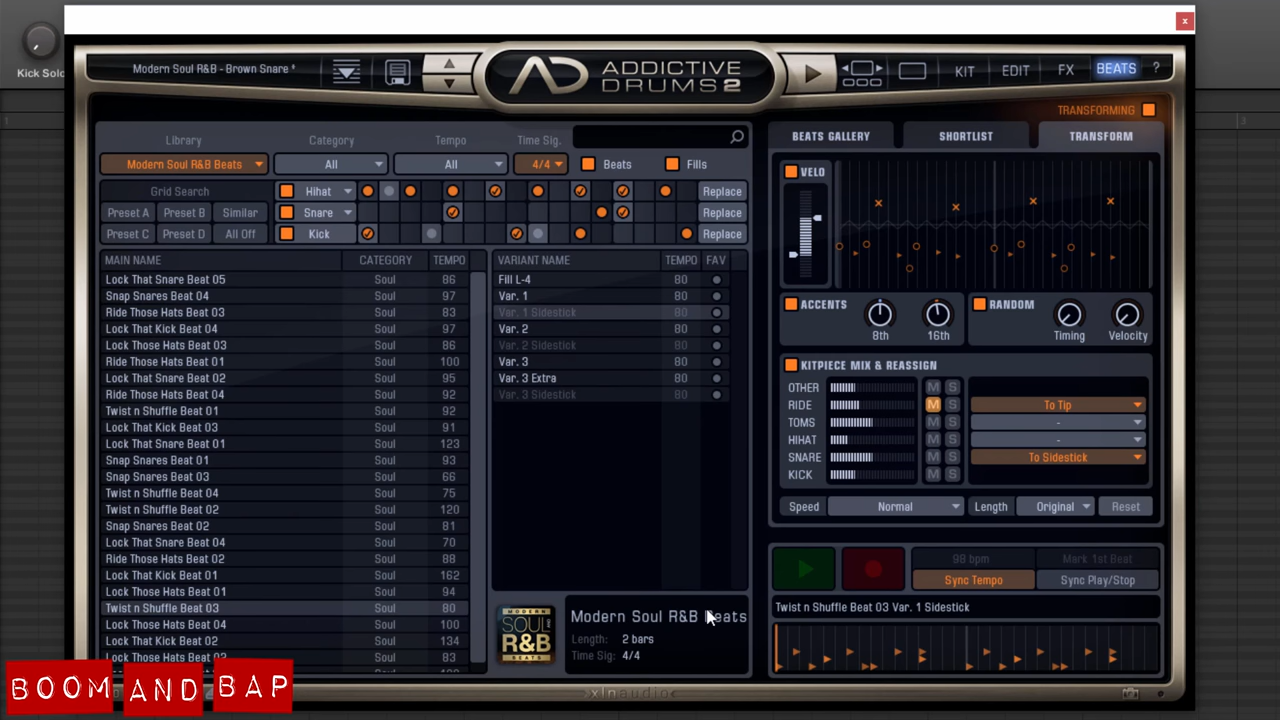 x
Kick Solo
Modern Soul R&B - Brown Snare *
AD ADDICTIVE DRUMS 2
KIT EDIT FX BEATS ?
TRANSFORMING
Library Category Tempo Time Sig.
Modern Soul R&B Beats All All 4/4 Beats Fills
Grid Search Hihat Replace
Preset A Preset B Similar Snare Replace
Preset C Preset D All Off Kick Replace
MAIN NAME CATEGORY TEMPO
Lock That Snare Beat 05 Soul 86
Snap Snares Beat 04 Soul 97
Ride Those Hats Beat 03 Soul 83
Lock That Kick Beat 04 Soul 97
Lock Those Hats Beat 03 Soul 86
Ride Those Hats Beat 01 Soul 100
Lock That Snare Beat 02 Soul 95
Ride Those Hats Beat 04 Soul 92
Twist n Shuffle Beat 01 Soul 92
Lock That Kick Beat 03 Soul 91
Lock That Snare Beat 01 Soul 123
Snap Snares Beat 01 Soul 93
Snap Snares Beat 03 Soul 66
Twist n Shuffle Beat 04 Soul 75
Twist n Shuffle Beat 02 Soul 120
Snap Snares Beat 02 Soul 81
Lock That Snare Beat 04 Soul 70
Ride Those Hats Beat 02 Soul 88
Lock That Kick Beat 01 Soul 162
Lock Those Hats Beat 01 Soul 94
Twist n Shuffle Beat 03 Soul 80
Lock Those Hats Beat 04 Soul 100
Lock That Kick Beat 02 Soul 134
Lock Those Hats Beat 02 Soul 83
VARIANT NAME TEMPO FAV
Fill L-4 80
Var. 1 80
Var. 1 Sidestick 80
Var. 2 80
Var. 2 Sidestick 80
Var. 3 80
Var. 3 Extra 80
Var. 3 Sidestick 80
MODERN SOUL AND R&B BEATS
Modern Soul R&B Beats
Length: 2 bars
Time Sig: 4/4
BEATS GALLERY SHORTLIST TRANSFORM
VELO
ACCENTS 8th 16th
RANDOM Timing Velocity
KITPIECE MIX & REASSIGN
OTHER M S
RIDE M S To Tip
TOMS M S -
HIHAT M S -
SNARE M S To Sidestick
KICK M S
Speed Normal Length Original Reset
98 bpm Mark 1st Beat
Sync Tempo Sync Play/Stop
Twist n Shuffle Beat 03 Var. 1 Sidestick
xlnaudio
BOOM AND BAP
1
3